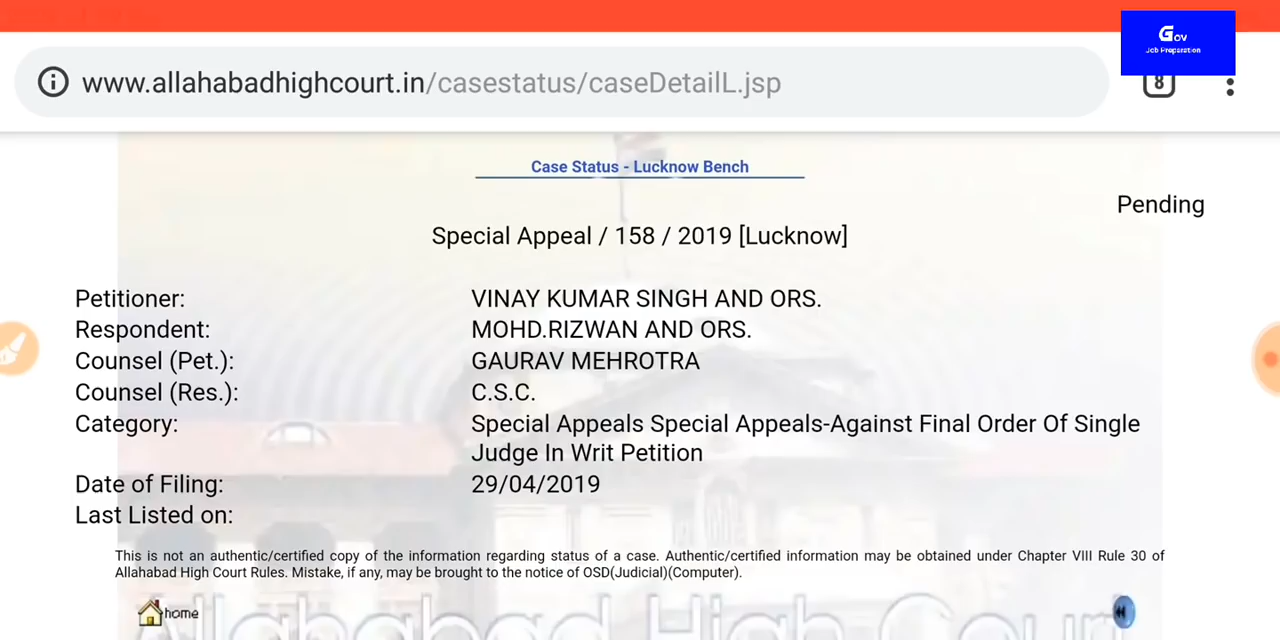 Gov
Job Preparation
www.allahabadhighcourt.in/casestatus/caseDetailL.jsp
8
Case Status - Lucknow Bench
Pending
Special Appeal / 158 / 2019 [Lucknow]
Petitioner: VINAY KUMAR SINGH AND ORS.
Respondent: MOHD.RIZWAN AND ORS.
Counsel (Pet.): GAURAV MEHROTRA
Counsel (Res.): C.S.C.
Category: Special Appeals Special Appeals-Against Final Order Of Single
Judge In Writ Petition
Date of Filing: 29/04/2019
Last Listed on:
This is not an authentic/certified copy of the information regarding status of a case. Authentic/certified information may be obtained under Chapter VIII Rule 30 of
Allahabad High Court Rules. Mistake, if any, may be brought to the notice of OSD(Judicial)(Computer).
home
Allahabad High Court